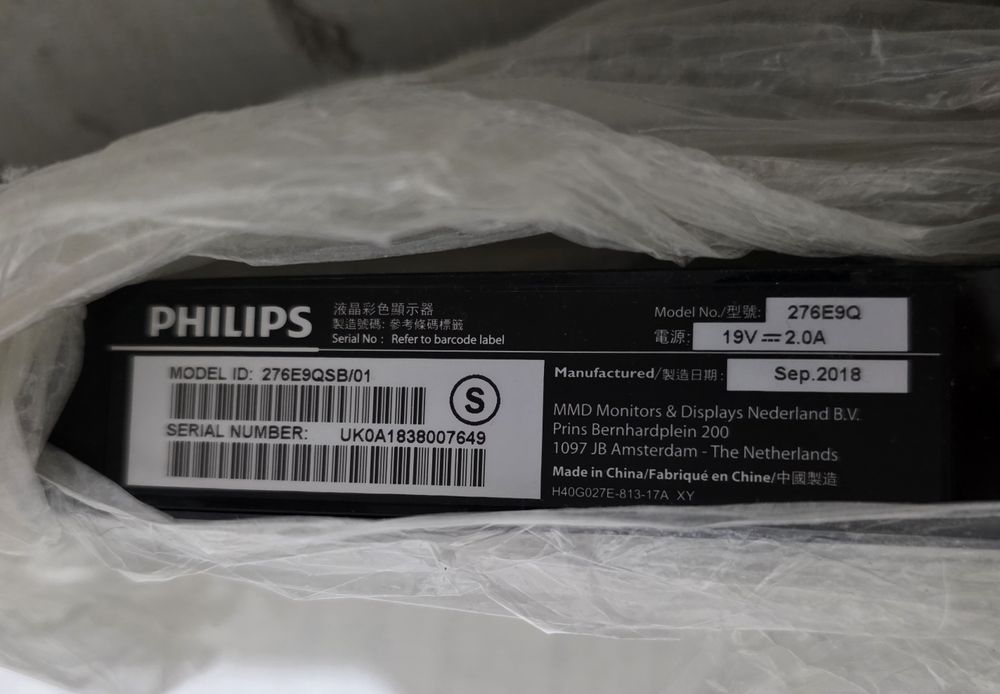 PHILIPS
液晶彩色顯示器
製造號碼: 參考條碼標籤
Serial No : Refer to barcode label
Model No./型號: 276E9Q
電源: 19V⎓2.0A
MODEL ID: 276E9QSB/01
S
SERIAL NUMBER: UK0A1838007649
Manufactured/製造日期: Sep.2018
MMD Monitors & Displays Nederland B.V.
Prins Bernhardplein 200
1097 JB Amsterdam - The Netherlands
Made in China/Fabriqué en Chine/中國製造
H40G027E-813-17A XY